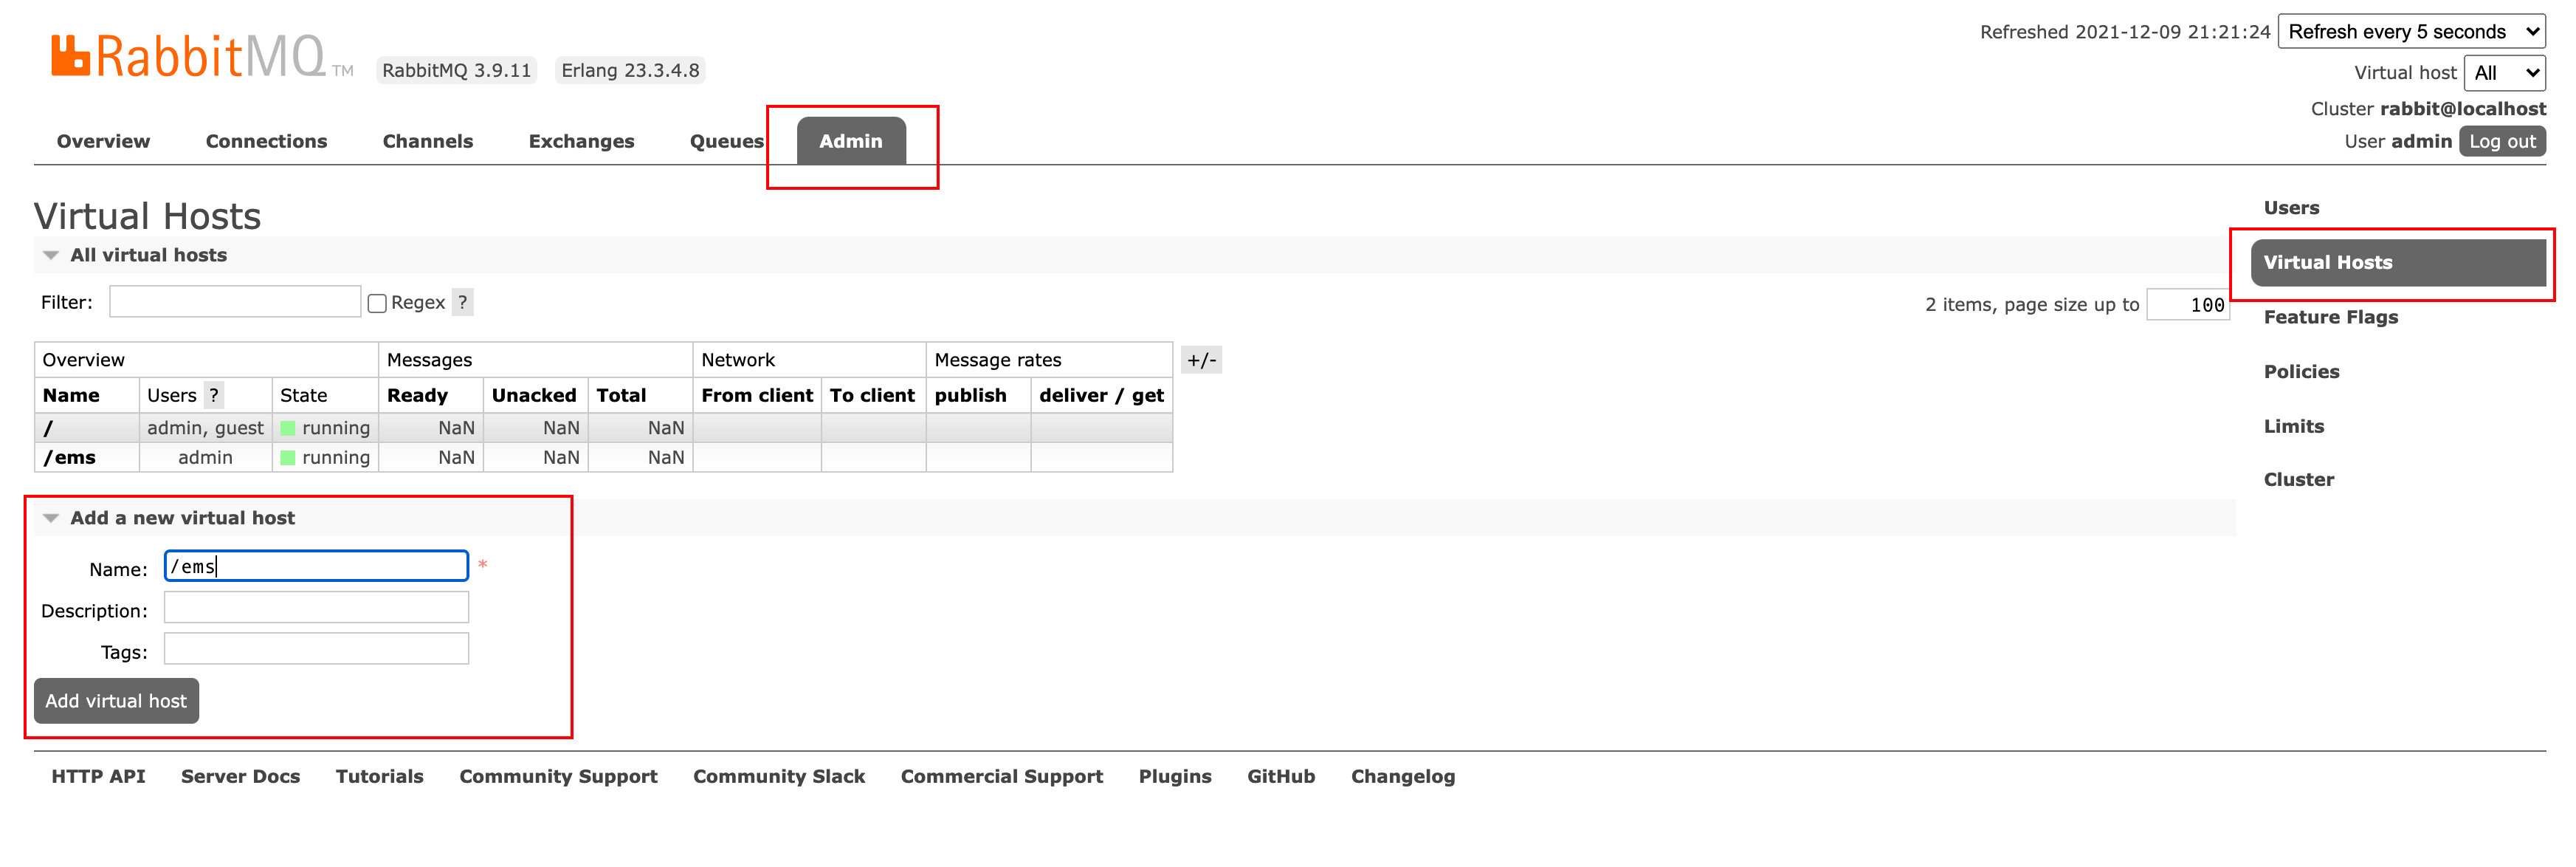 Refreshed 2021-12-09 21:21:24 Refresh every 5 seconds
RabbitMQ TM RabbitMQ 3.9.11 Erlang 23.3.4.8
Virtual host All
Cluster rabbit@localhost
User admin Log out
Overview Connections Channels Exchanges Queues Admin
Virtual Hosts
All virtual hosts
Filter: Regex ? 2 items, page size up to 100
Overview Messages Network Message rates +/-
Name Users ? State Ready Unacked Total From client To client publish deliver / get
/ admin, guest running NaN NaN NaN
/ems admin running NaN NaN NaN
Add a new virtual host
Name: /ems *
Description:
Tags:
Add virtual host
Users
Virtual Hosts
Feature Flags
Policies
Limits
Cluster
HTTP API Server Docs Tutorials Community Support Community Slack Commercial Support Plugins GitHub Changelog